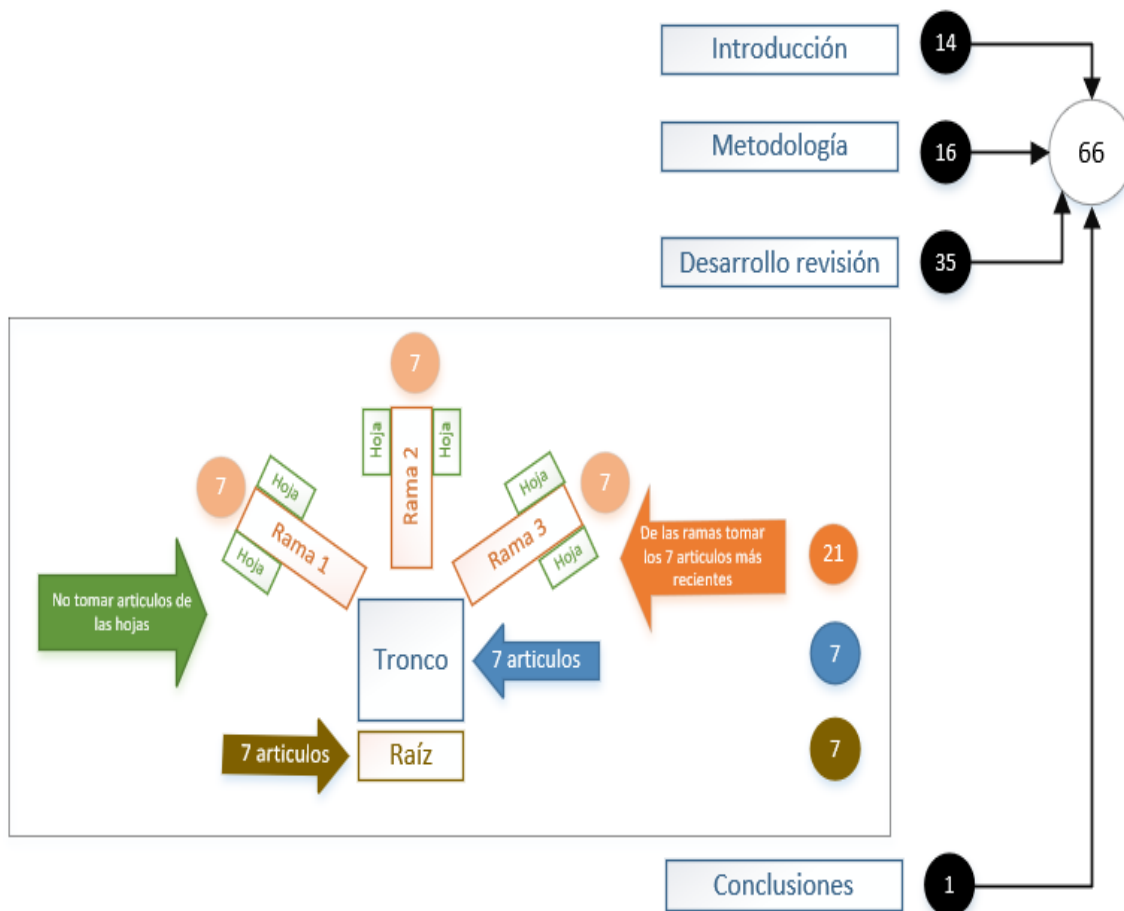 Introducción
14
Metodología
16
66
Desarrollo revisión
35
7
Hoja
Rama 2
Hoja
7
Hoja
Rama 1
Hoja
7
Hoja
Rama 3
Hoja
De las ramas tomar
los 7 articulos más
recientes
21
No tomar articulos de
las hojas
Tronco
7 articulos
7
7 articulos
Raíz
7
Conclusiones
1